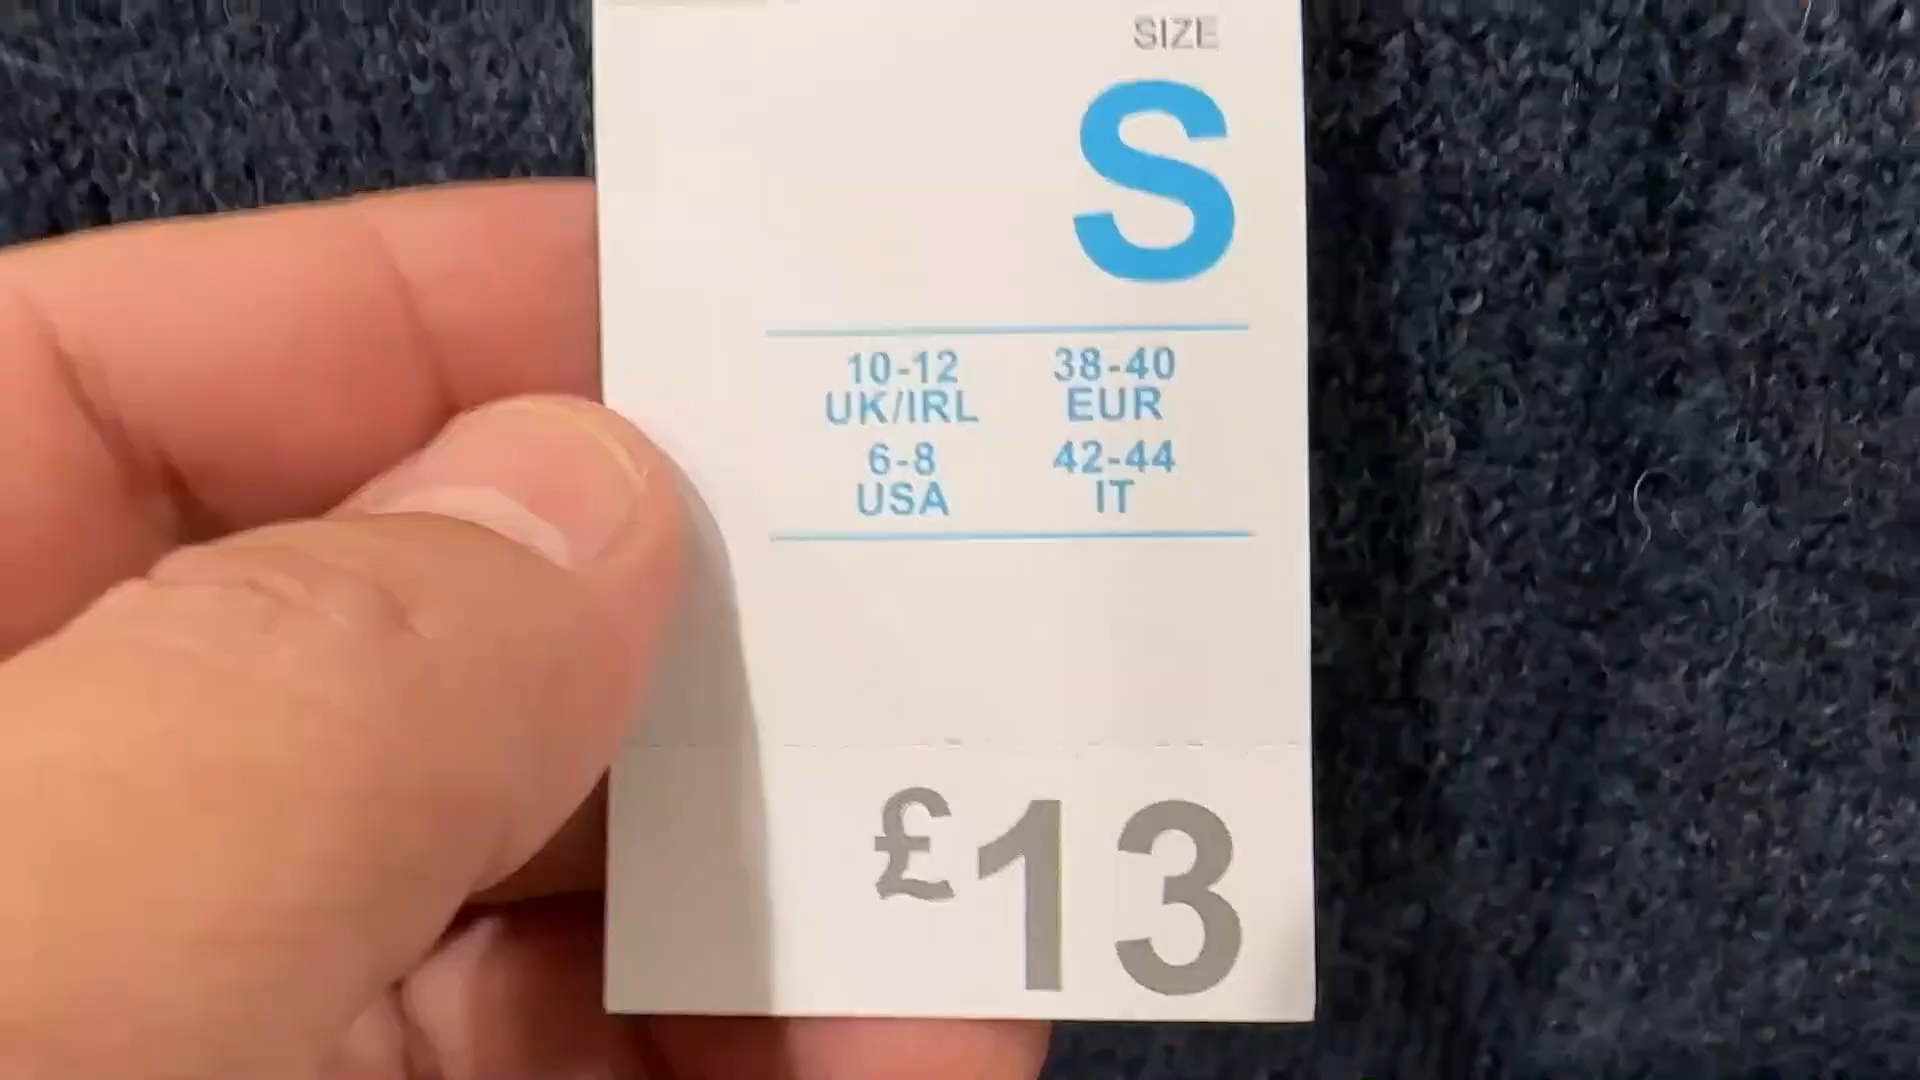 SIZE
S
10-12 38-40
UK/IRL EUR
6-8 42-44
USA IT
£13